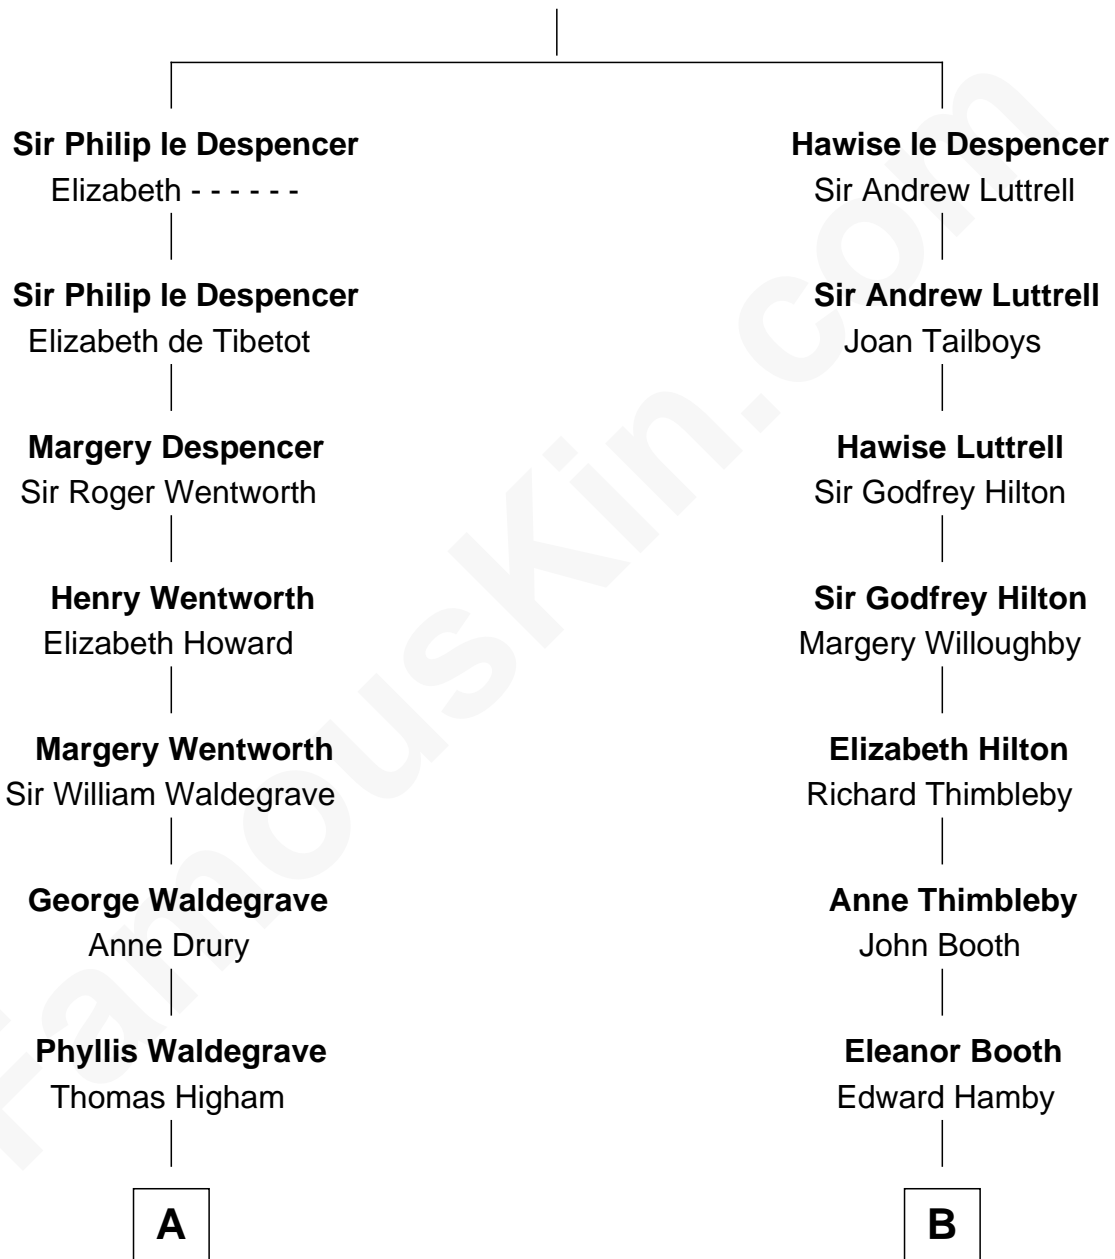 Sir Philip le Despencer
Elizabeth - - - - - -
Sir Philip le Despencer
Elizabeth de Tibetot
Margery Despencer
Sir Roger Wentworth
Henry Wentworth
Elizabeth Howard
Margery Wentworth
Sir William Waldegrave
George Waldegrave
Anne Drury
Phyllis Waldegrave
Thomas Higham
A
Hawise le Despencer
Sir Andrew Luttrell
Sir Andrew Luttrell
Joan Tailboys
Hawise Luttrell
Sir Godfrey Hilton
Sir Godfrey Hilton
Margery Willoughby
Elizabeth Hilton
Richard Thimbleby
Anne Thimbleby
John Booth
Eleanor Booth
Edward Hamby
B
FamousKin.com